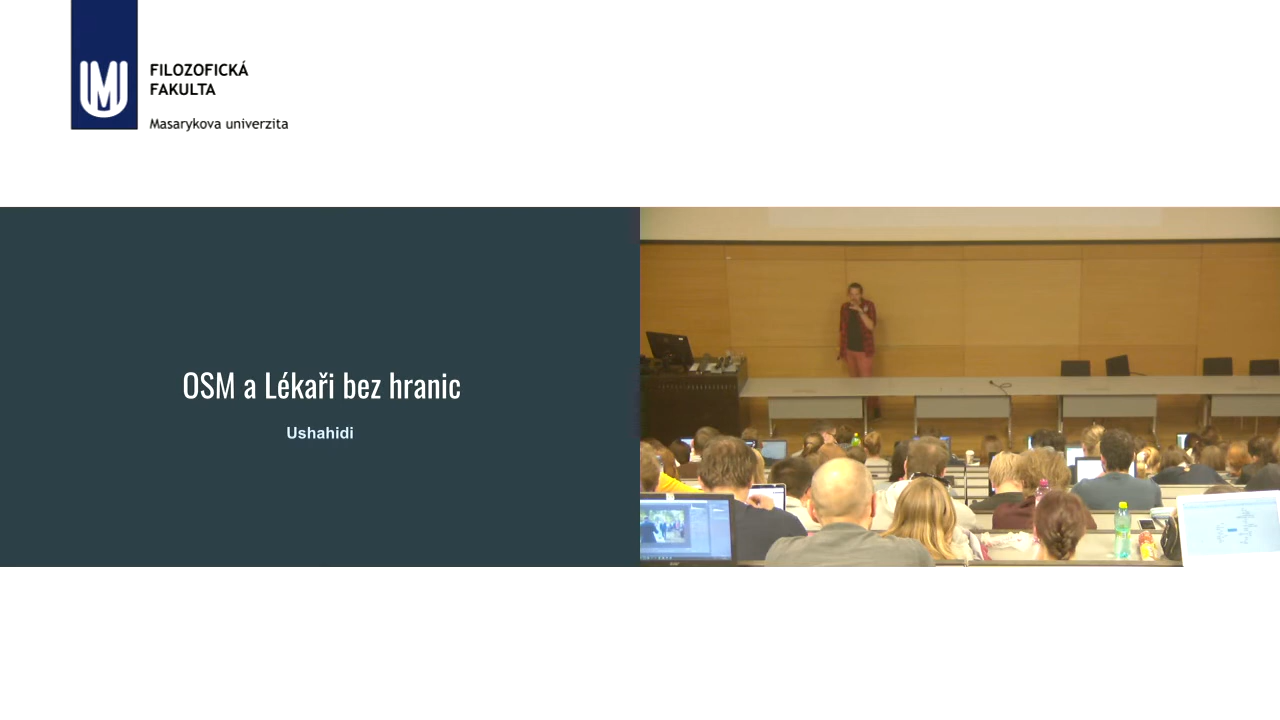 FILOZOFICKÁ
FAKULTA
Masarykova univerzita
OSM a Lékaři bez hranic
Ushahidi